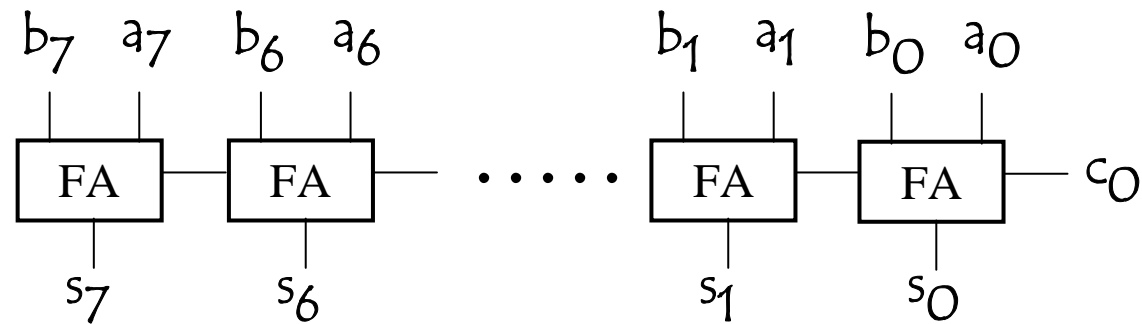 b7 a7 b6 a6 b1 a1 b0 a0
FA FA ..... FA FA c0
s7 s6 s1 s0